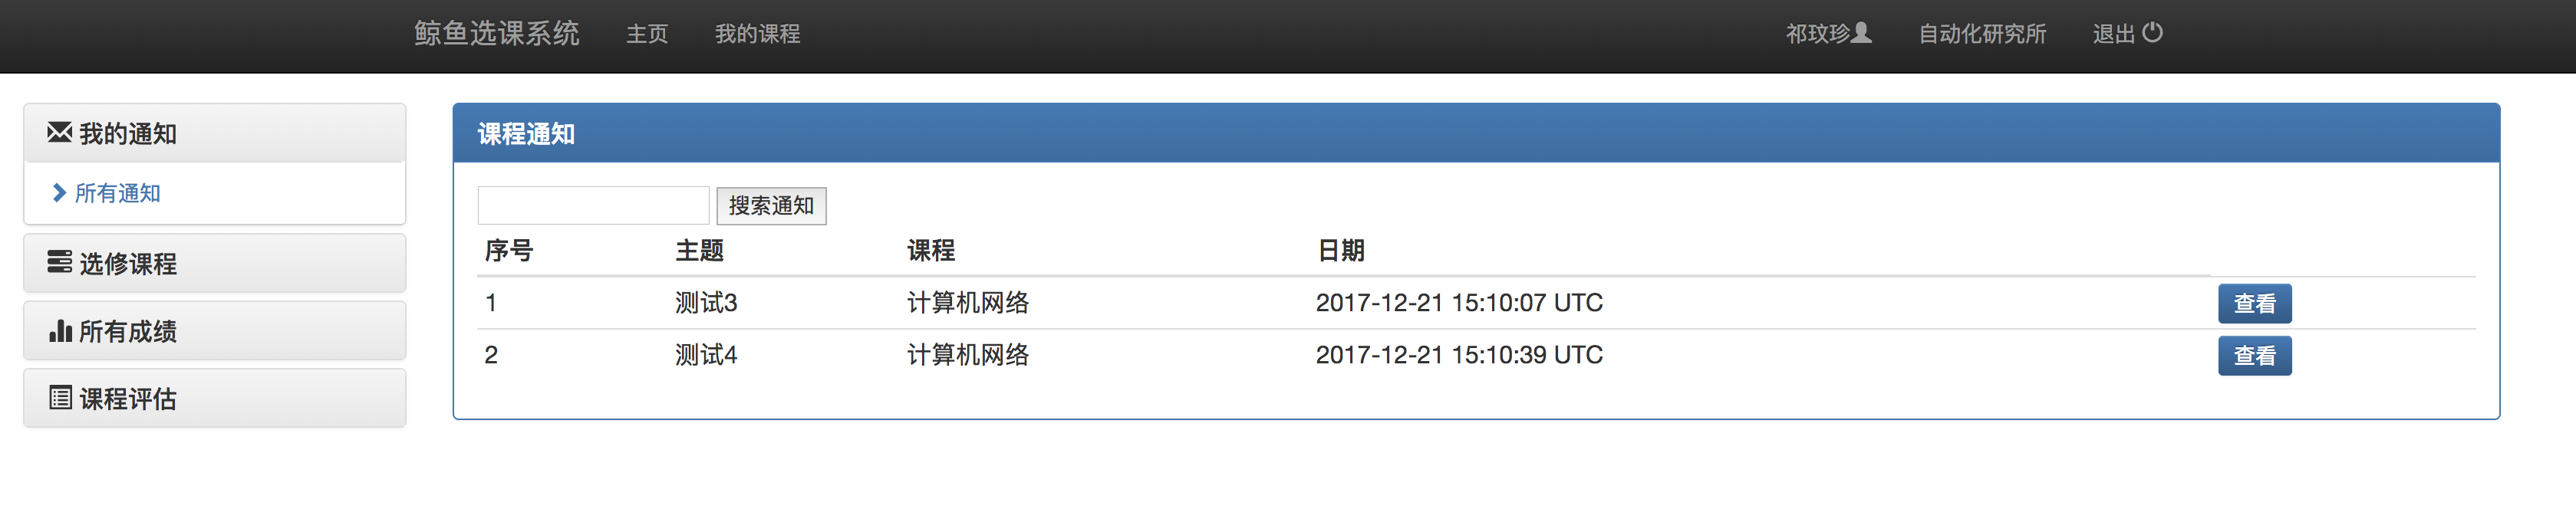 鲸鱼选课系统 主页 我的课程 祁玟珍 自动化研究所 退出
我的通知
所有通知
选修课程
所有成绩
课程评估
课程通知
搜索通知
序号 主题 课程 日期
1 测试3 计算机网络 2017-12-21 15:10:07 UTC 查看
2 测试4 计算机网络 2017-12-21 15:10:39 UTC 查看